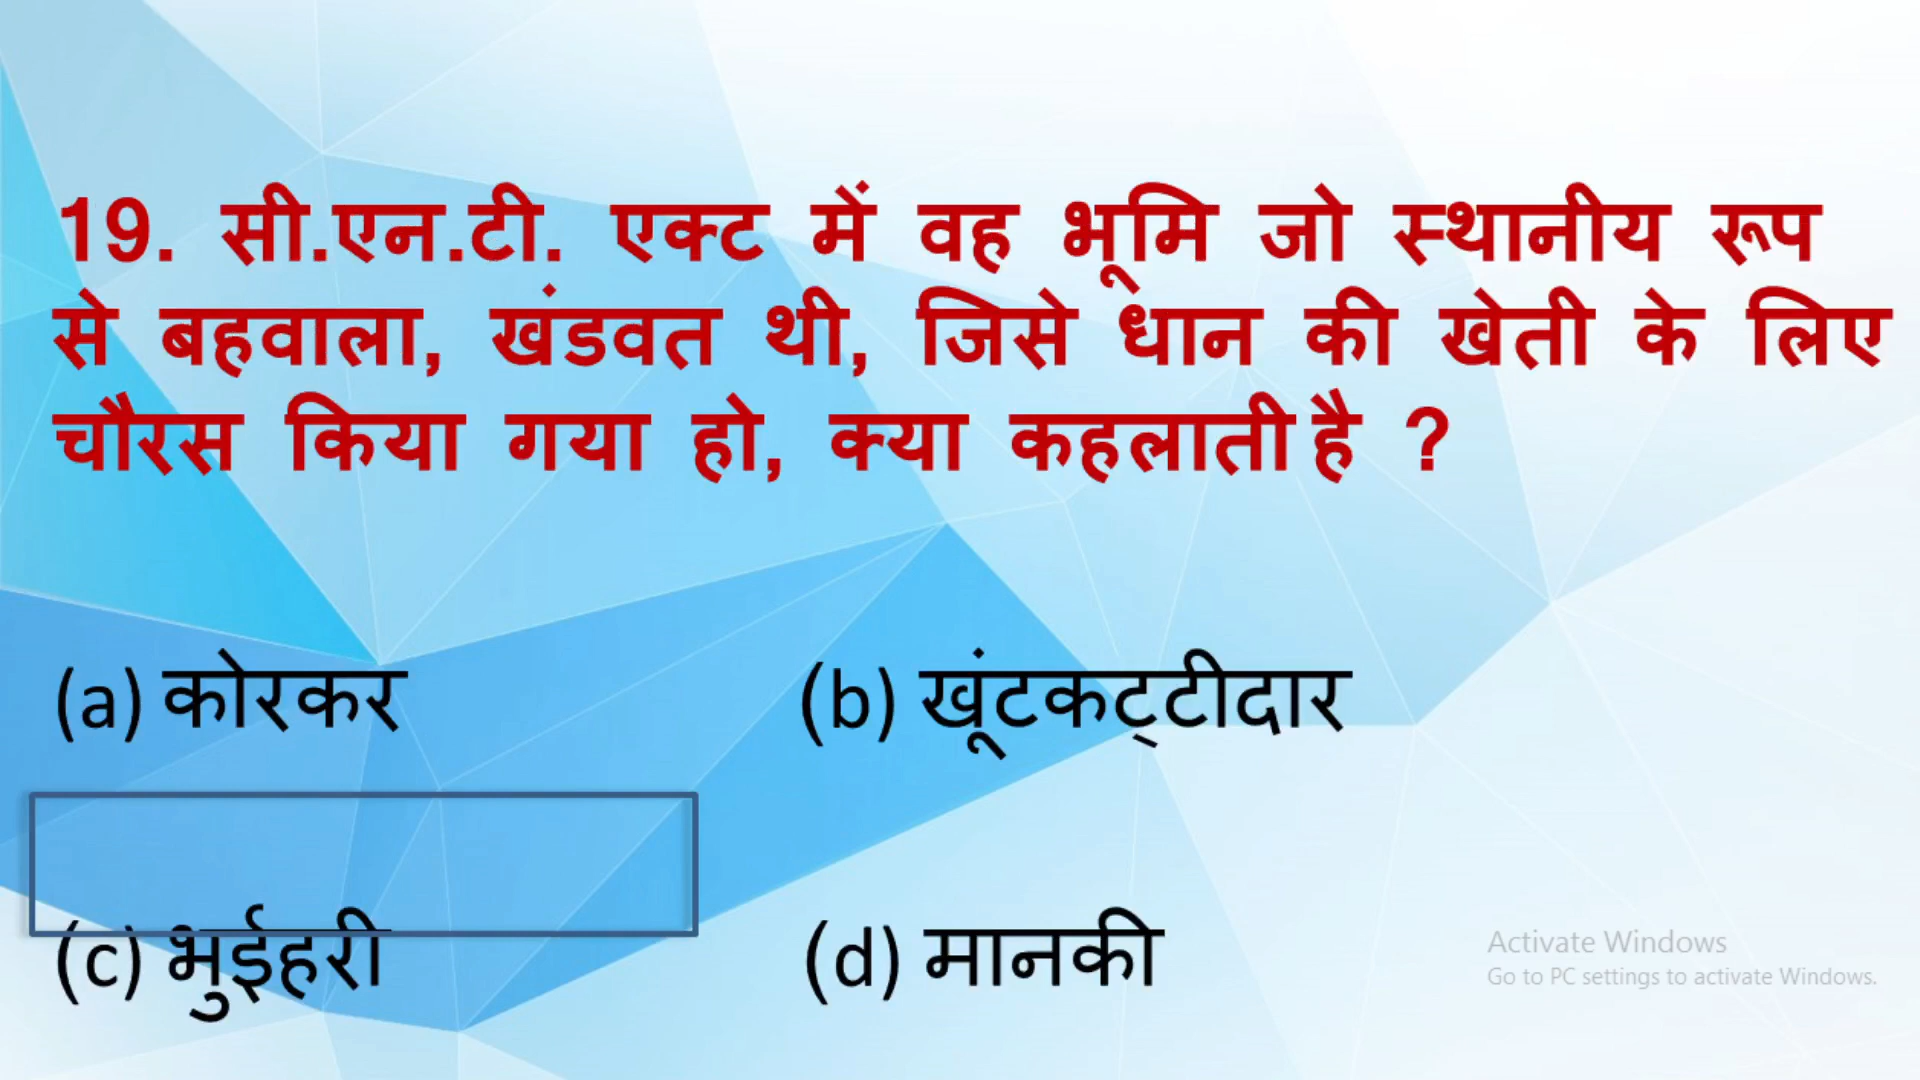 19. सी.एन.टी. एक्ट में वह भूमि जो स्थानीय रूप
से बहवाला, खंडवत थी, जिसे धान की खेती के लिए
चौरस किया गया हो, क्या कहलाती है ?
(a) कोरकर
(b) खूंटकट्टीदार
(c) भुईहरी
(d) मानकी
Activate Windows
Go to PC settings to activate Windows.